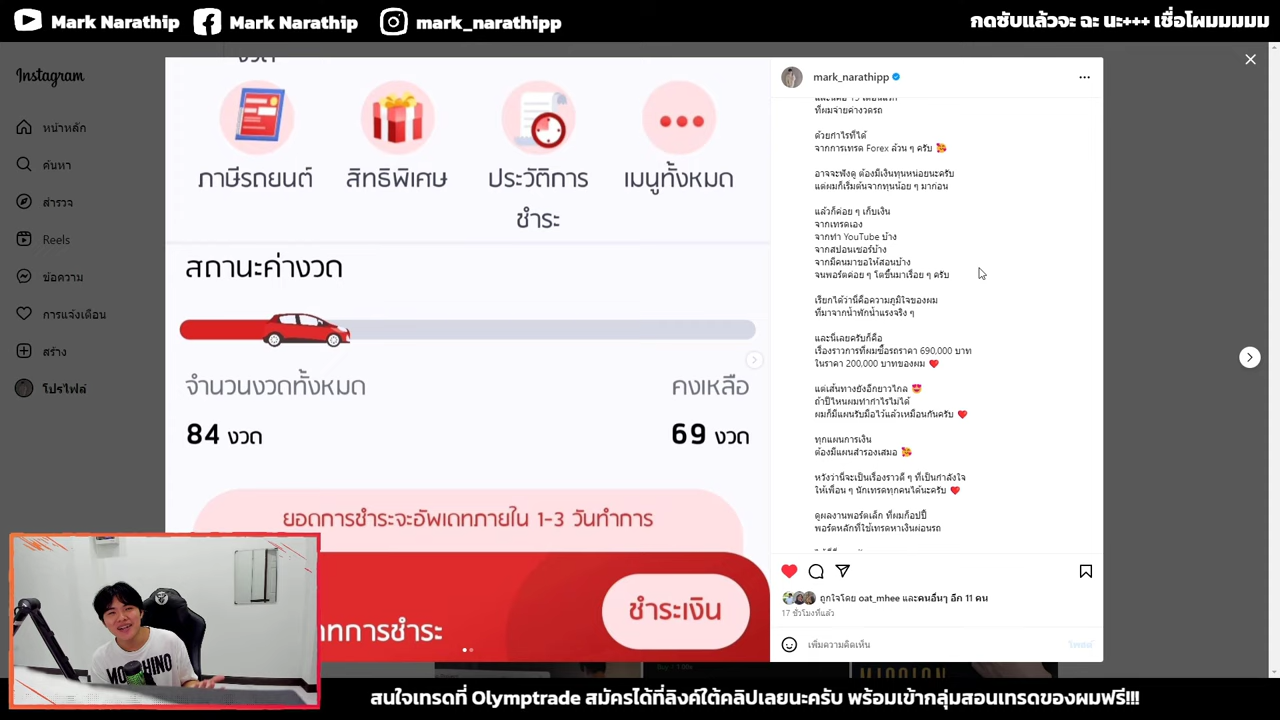 Mark Narathip Mark Narathip mark_narathipp กดซับแล้วจะ ฉะ นะ+++ เชื่อโผมมมมม
Instagram
หน้าหลัก
ค้นหา
สำรวจ
Reels
ข้อความ
การแจ้งเตือน
สร้าง
โปรไฟล์
งวด
ภาษีรถยนต์ สิทธิพิเศษ ประวัติการ เมนูทั้งหมด
ชำระ
สถานะค่างวด
จำนวนงวดทั้งหมด คงเหลือ
84 งวด 69 งวด
ยอดการชำระจะอัพเดทภายใน 1-3 วันทำการ
ทการชำระ ชำระเงิน
mark_narathipp
ที่ผมจ่ายค่างวดรถ
ด้วยกำไรที่ได้
จากการเทรด Forex ล้วน ๆ ครับ 🥰
อาจจะฟังดู ต้องมีเงินทุนหน่อยนะครับ
แต่ผมก็เริ่มต้นจากทุนน้อย ๆ มาก่อน
แล้วก็ค่อย ๆ เก็บเงิน
จากเทรดเอง
จากทำ YouTube บ้าง
จากสปอนเซอร์บ้าง
จากมีคนมาขอให้สอนบ้าง
จนพอร์ตค่อย ๆ โตขึ้นมาเรื่อย ๆ ครับ
เรียกได้ว่านี่คือความภูมิใจของผม
ที่มาจากน้ำพักน้ำแรงจริง ๆ
และนี่เลยครับก็คือ
เรื่องราวการที่ผมซื้อรถราคา 690,000 บาท
ในราคา 200,000 บาทของผม ♥️
แต่เส้นทางยังอีกยาวไกล 😍
ถ้าปีไหนผมทำกำไรไม่ได้
ผมก็มีแผนรับมือไว้แล้วเหมือนกันครับ ♥️
ทุกแผนการเงิน
ต้องมีแผนสำรองเสมอ 🥰
หวังว่านี่จะเป็นเรื่องราวดี ๆ ที่เป็นกำลังใจ
ให้เพื่อน ๆ นักเทรดทุกคนได้นะครับ ♥️
ดูผลงานพอร์ตเล็ก ที่ผมก็อปปี้
พอร์ตหลักที่ใช้เทรดหาเงินผ่อนรถ
ถูกใจโดย oat_mhee และคนอื่นๆ อีก 11 คน
17 ชั่วโมงที่แล้ว
เพิ่มความคิดเห็น โพสต์
สนใจเทรดที่ Olymptrade สมัครได้ที่ลิงค์ใต้คลิปเลยนะครับ พร้อมเข้ากลุ่มสอนเทรดของผมฟรี!!!